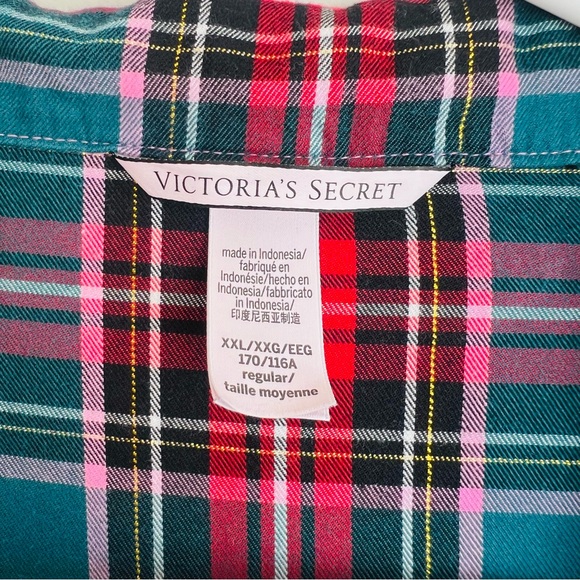 VICTORIA'S SECRET
made in Indonesia/
fabriqué en
Indonésie/hecho en
Indonesia/fabbricato
in Indonesia/
印度尼西亚制造
XXL/XXG/EEG
170/116A
regular/
taille moyenne